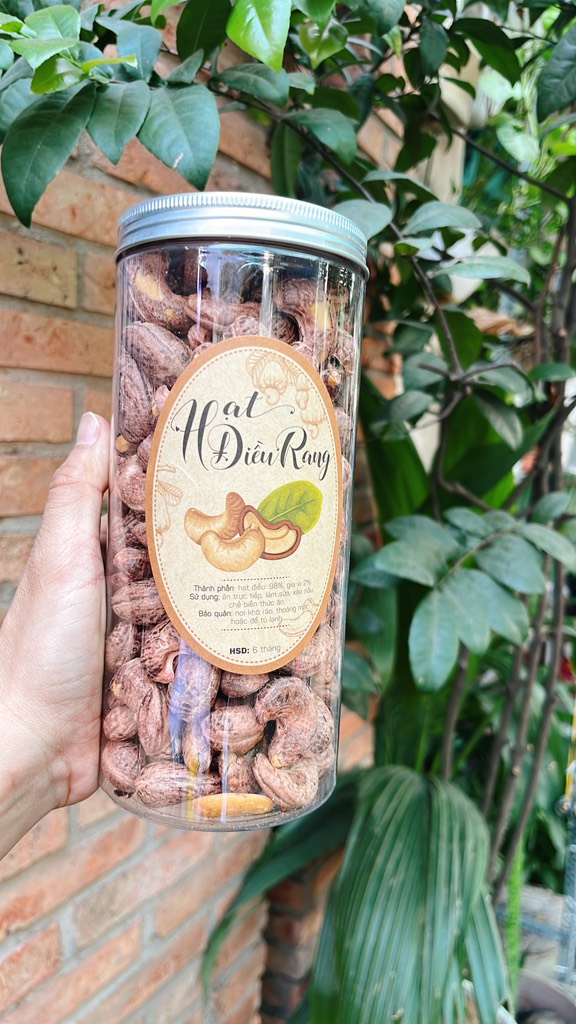 Hạt
Điều Rang
Thành phần: hạt điều: 98% gia vị 2%
Sử dụng: ăn trực tiếp, làm sữa, xào nấu
chế biến thức ăn
Bảo quản: nơi khô ráo, thoáng mát
hoặc để tủ lạnh
HSD: 6 tháng